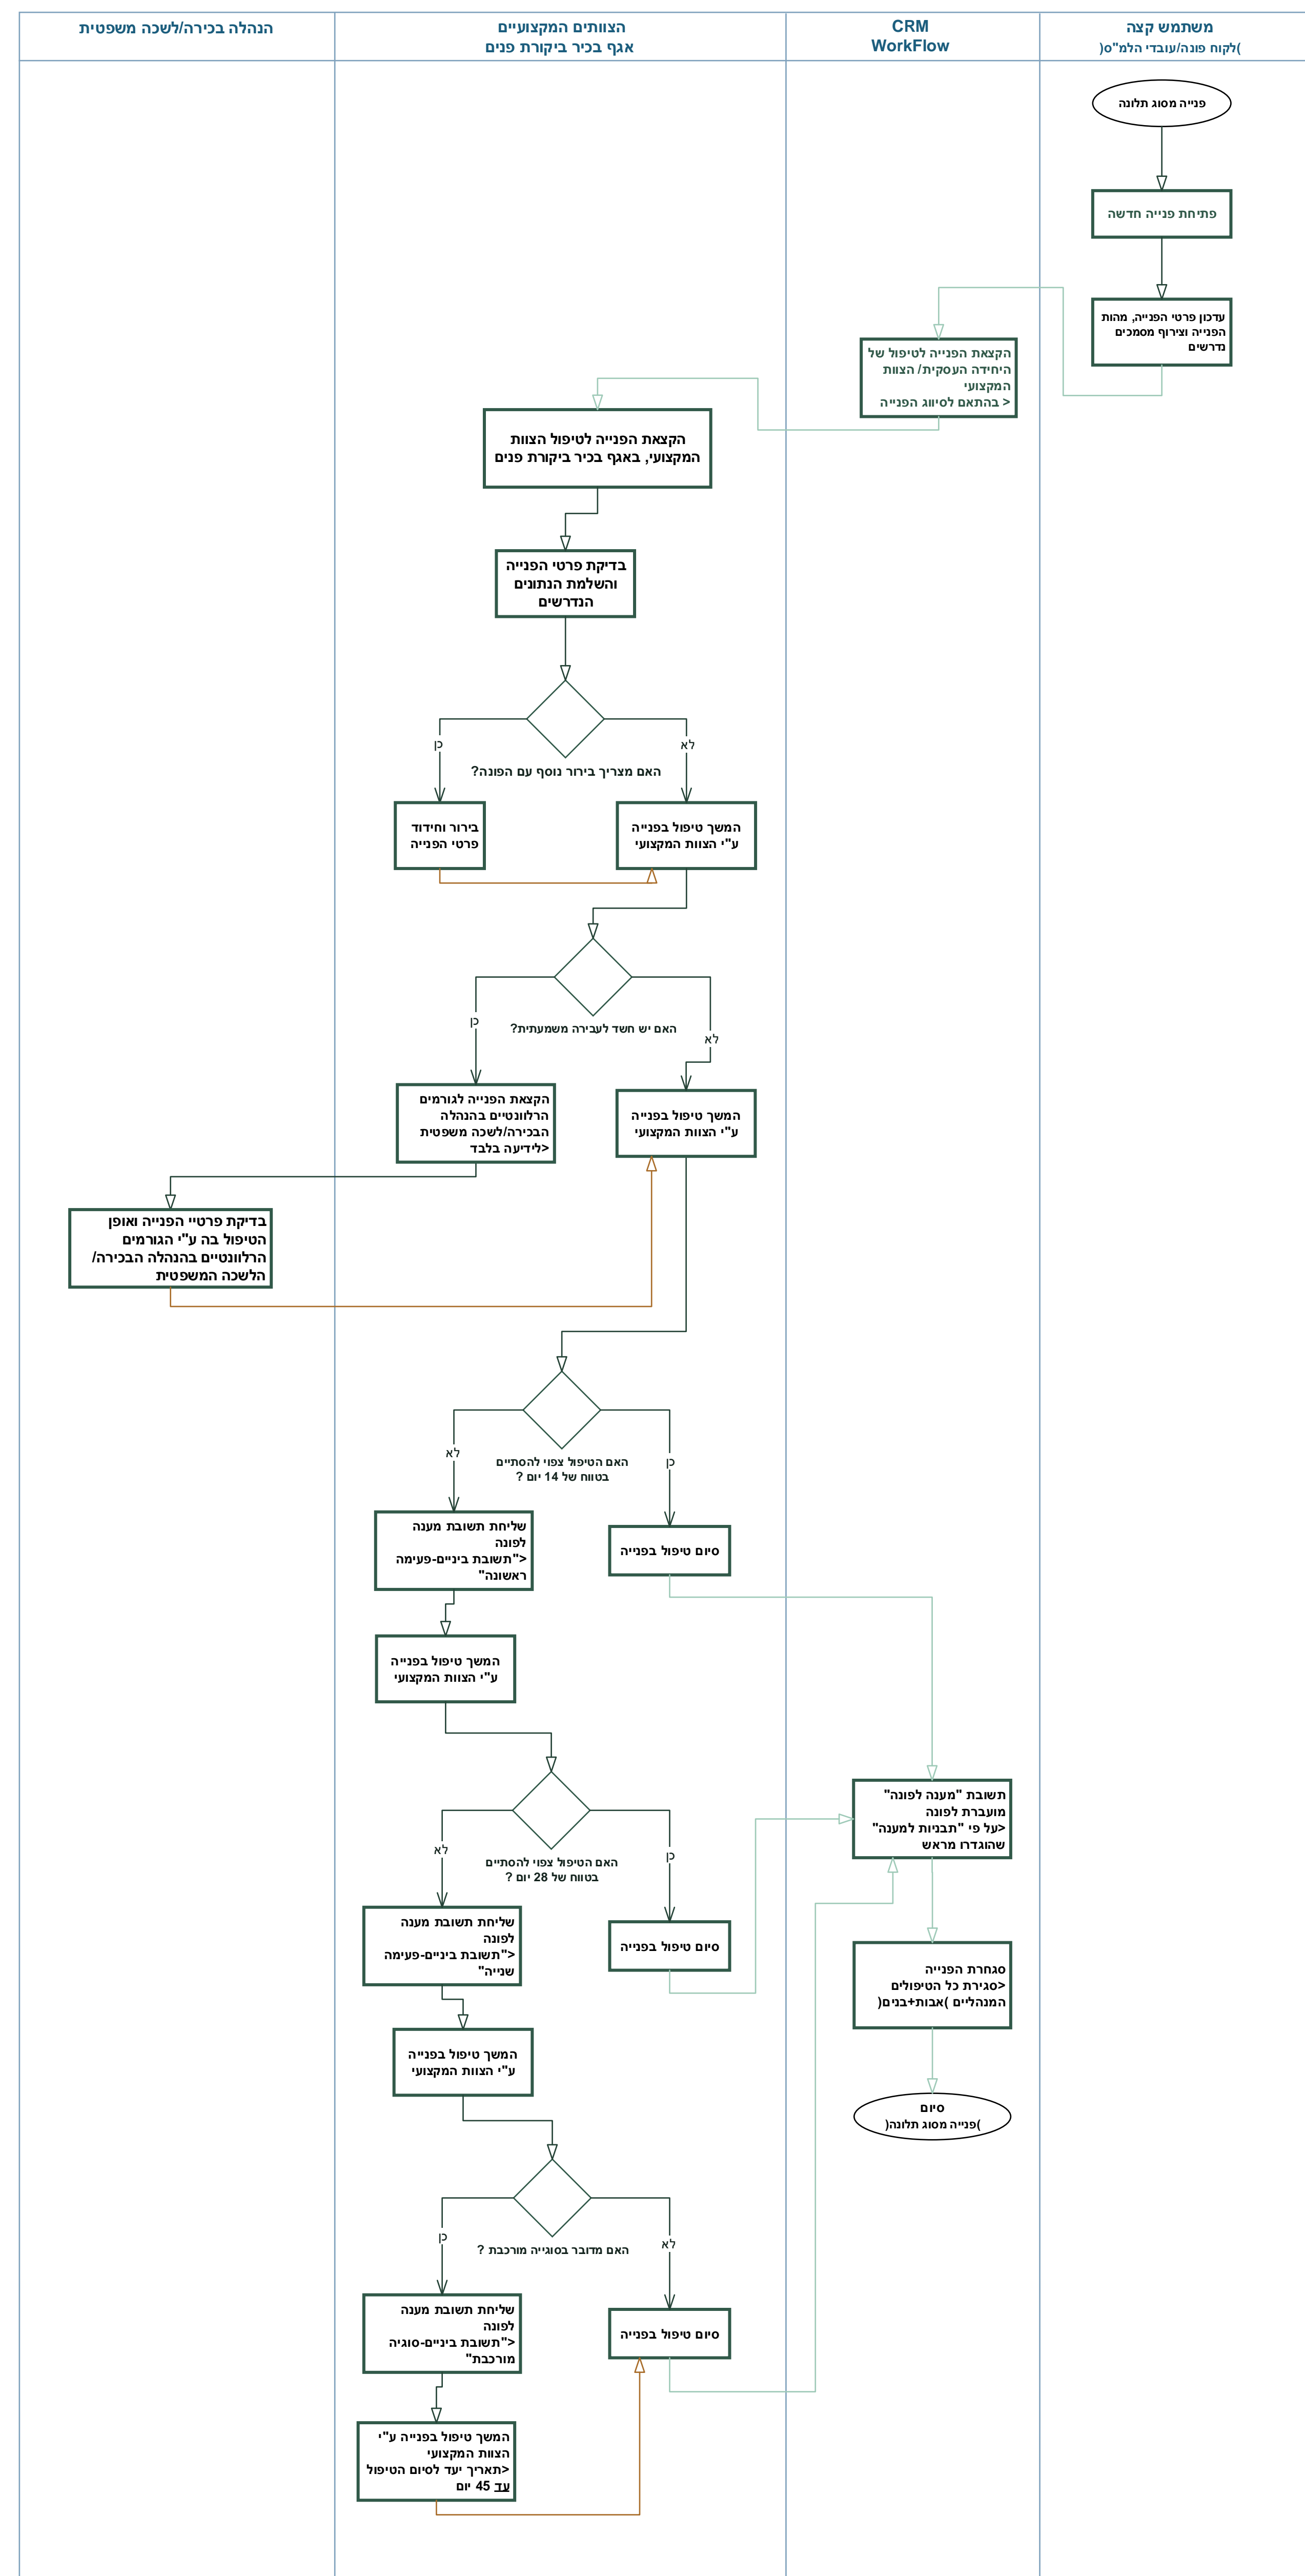 משתמש קצה
)לקוח פונה/עובדי הלמ"ס(
CRM
WorkFlow
הצוותים המקצועיים
אגף בכיר ביקורת פנים
הנהלה בכירה/לשכה משפטית
פנייה מסוג תלונה
פתיחת פנייה חדשה
עדכון פרטי הפנייה, מהות
הפנייה וצירוף מסמכים
נדרשים
הקצאת הפנייה לטיפול של
היחידה העסקית/ הצוות
המקצועי
> בהתאם לסיווג הפנייה
הקצאת הפנייה לטיפול הצוות
המקצועי, באגף בכיר ביקורת פנים
בדיקת פרטי הפנייה
והשלמת הנתונים
הנדרשים
לא
כן
האם מצריך בירור נוסף עם הפונה?
המשך טיפול בפנייה
ע"י הצוות המקצועי
בירור וחידוד
פרטי הפנייה
כן
האם יש חשד לעבירה משמעתית?
לא
הקצאת הפנייה לגורמים
הרלוונטיים בהנהלה
הבכירה/לשכה משפטית
>לידיעה בלבד
המשך טיפול בפנייה
ע"י הצוות המקצועי
בדיקת פרטיי הפנייה ואופן
הטיפול בה ע"י הגורמים
הרלוונטיים בהנהלה הבכירה/
הלשכה המשפטית
לא
כן
האם הטיפול צפוי להסתיים
בטווח של 14 יום ?
שליחת תשובת מענה
לפונה
>"תשובת ביניים-פעימה
ראשונה"
סיום טיפול בפנייה
המשך טיפול בפנייה
ע"י הצוות המקצועי
תשובת "מענה לפונה"
מועברת לפונה
>על פי "תבניות למענה"
שהוגדרו מראש
לא
כן
האם הטיפול צפוי להסתיים
בטווח של 28 יום ?
שליחת תשובת מענה
לפונה
>"תשובת ביניים-פעימה
שנייה"
סיום טיפול בפנייה
סגחרת הפנייה
>סגירת כל הטיפולים
המנהליים )אבות+בנים(
המשך טיפול בפנייה
ע"י הצוות המקצועי
סיום
)פנייה מסוג תלונה(
כן
לא
האם מדובר בסוגייה מורכבת ?
שליחת תשובת מענה
לפונה
>"תשובת ביניים-סוגיה
מורכבת"
סיום טיפול בפנייה
המשך טיפול בפנייה ע"י
הצוות המקצועי
>תאריך יעד לסיום הטיפול
עד 45 יום